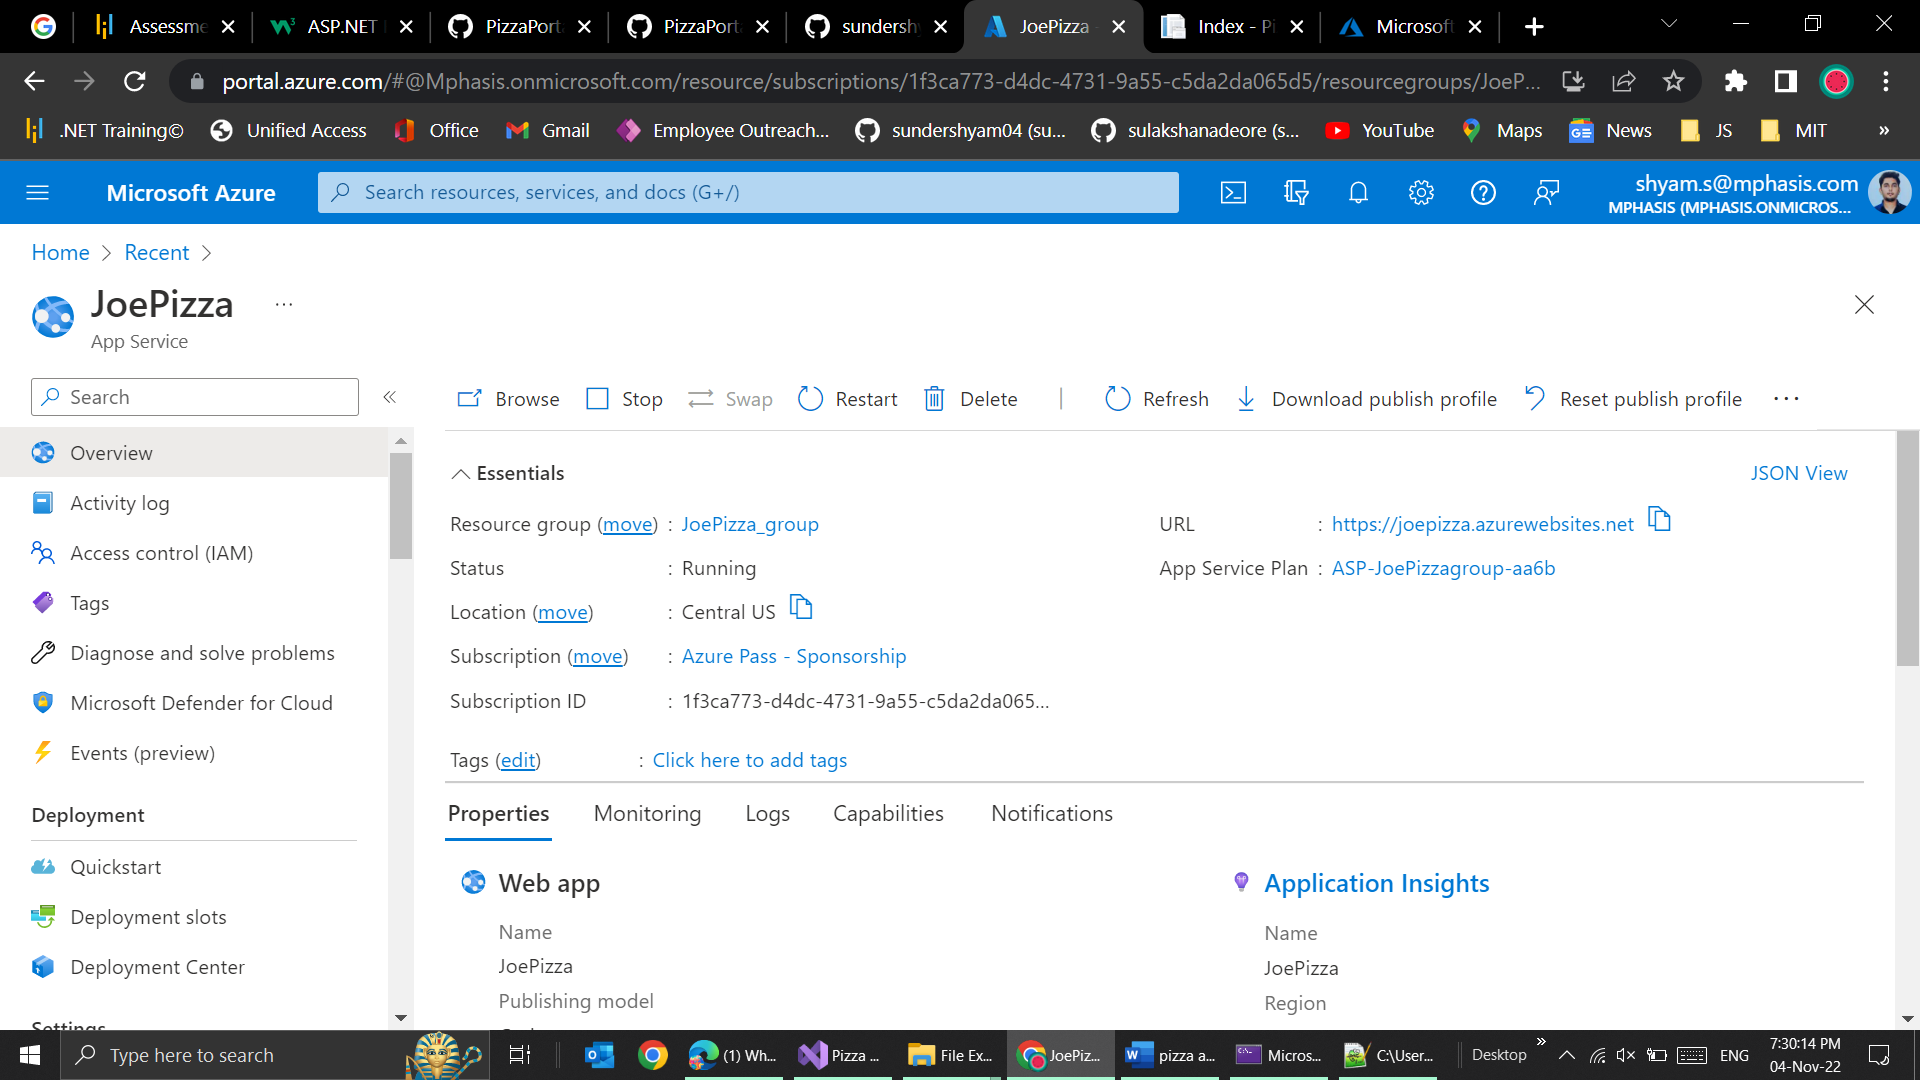 Assessme
ASP.NET
PizzaPort
PizzaPort
sundersh
JoePizza -
Index - Pi
Microsoft
portal.azure.com/#@Mphasis.onmicrosoft.com/resource/subscriptions/1f3ca773-d4dc-4731-9a55-c5da2da065d5/resourcegroups/JoeP...
.NET Training©
Unified Access
Office
Gmail
Employee Outreach...
sundershyam04 (su...
sulakshanadeore (s...
YouTube
Maps
News
JS
MIT
»
Microsoft Azure
Search resources, services, and docs (G+/)
shyam.s@mphasis.com
MPHASIS (MPHASIS.ONMICROS...
Home > Recent >
JoePizza ...
App Service
Search
«
Browse
Stop
Swap
Restart
Delete
|
Refresh
Download publish profile
Reset publish profile
...
Overview
Activity log
Access control (IAM)
Tags
Diagnose and solve problems
Microsoft Defender for Cloud
Events (preview)
Deployment
Quickstart
Deployment slots
Deployment Center
Settings
Essentials
JSON View
Resource group (move) : JoePizza_group
Status : Running
Location (move) : Central US
Subscription (move) : Azure Pass - Sponsorship
Subscription ID : 1f3ca773-d4dc-4731-9a55-c5da2da065...
Tags (edit) : Click here to add tags
URL : https://joepizza.azurewebsites.net
App Service Plan : ASP-JoePizzagroup-aa6b
Properties
Monitoring
Logs
Capabilities
Notifications
Web app
Name
JoePizza
Publishing model
Application Insights
Name
JoePizza
Region
Type here to search
(1) Wh...
Pizza ...
File Ex...
JoePiz...
pizza a...
Micros...
C:\User...
Desktop
»
ENG
7:30:14 PM
04-Nov-22